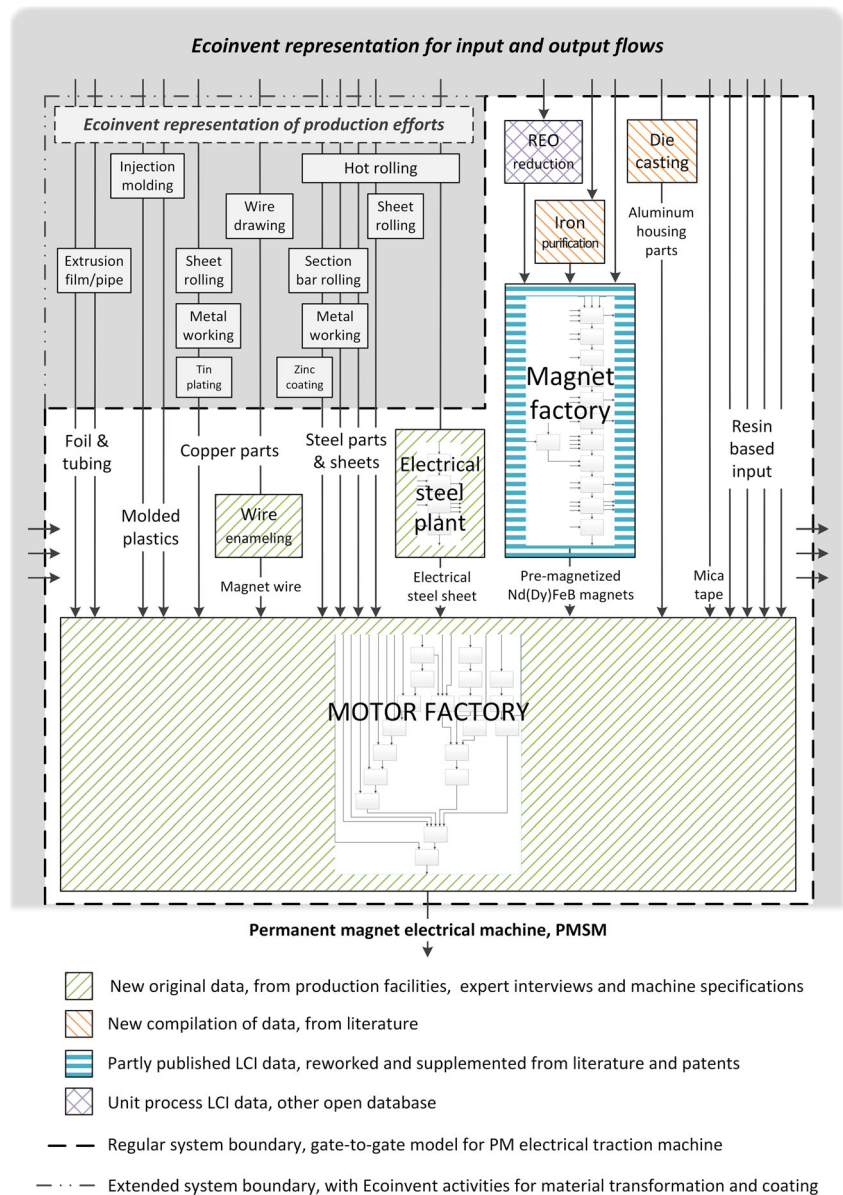 Ecoinvent representation for input and output flows
Ecoinvent representation of production efforts
REO
reduction
Die
casting
Injection
molding
Hot rolling
Wire
drawing
Sheet
rolling
Iron
purification
Aluminum
housing
parts
Extrusion
film/pipe
Sheet
rolling
Section
bar rolling
Metal
working
Metal
working
Tin
plating
Zinc
coating
Magnet
factory
Foil &
tubing
Copper parts
Steel parts
& sheets
Resin
based
input
Electrical
steel
plant
Molded
plastics
Wire
enameling
Magnet wire
Electrical
steel sheet
Pre-magnetized
Nd(Dy)FeB magnets
Mica
tape
MOTOR FACTORY
Permanent magnet electrical machine, PMSM
New original data, from production facilities, expert interviews and machine specifications
New compilation of data, from literature
Partly published LCI data, reworked and supplemented from literature and patents
Unit process LCI data, other open database
Regular system boundary, gate-to-gate model for PM electrical traction machine
Extended system boundary, with Ecoinvent activities for material transformation and coating